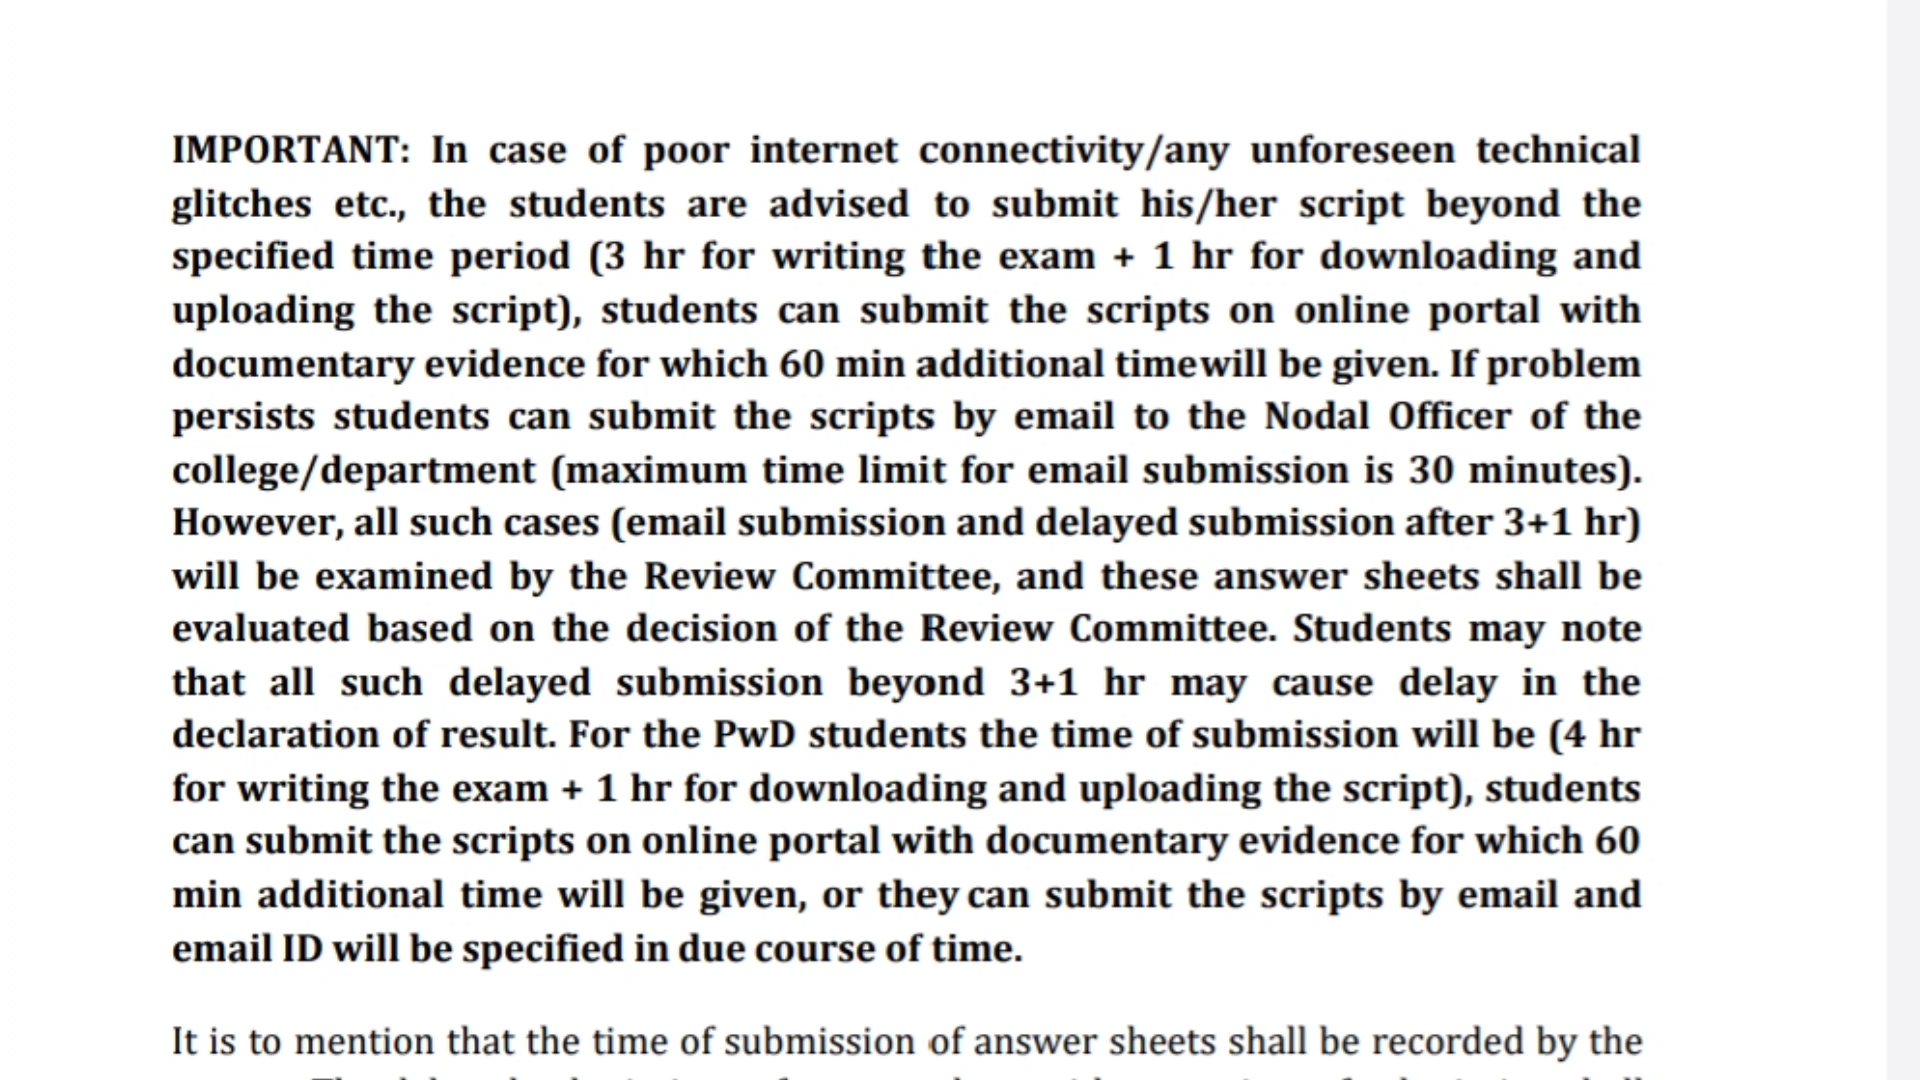 IMPORTANT: In case of poor internet connectivity/any unforeseen technical
glitches etc., the students are advised to submit his/her script beyond the
specified time period (3 hr for writing the exam + 1 hr for downloading and
uploading the script), students can submit the scripts on online portal with
documentary evidence for which 60 min additional timewill be given. If problem
persists students can submit the scripts by email to the Nodal Officer of the
college/department (maximum time limit for email submission is 30 minutes).
However, all such cases (email submission and delayed submission after 3+1 hr)
will be examined by the Review Committee, and these answer sheets shall be
evaluated based on the decision of the Review Committee. Students may note
that all such delayed submission beyond 3+1 hr may cause delay in the
declaration of result. For the PwD students the time of submission will be (4 hr
for writing the exam + 1 hr for downloading and uploading the script), students
can submit the scripts on online portal with documentary evidence for which 60
min additional time will be given, or they can submit the scripts by email and
email ID will be specified in due course of time.
It is to mention that the time of submission of answer sheets shall be recorded by the